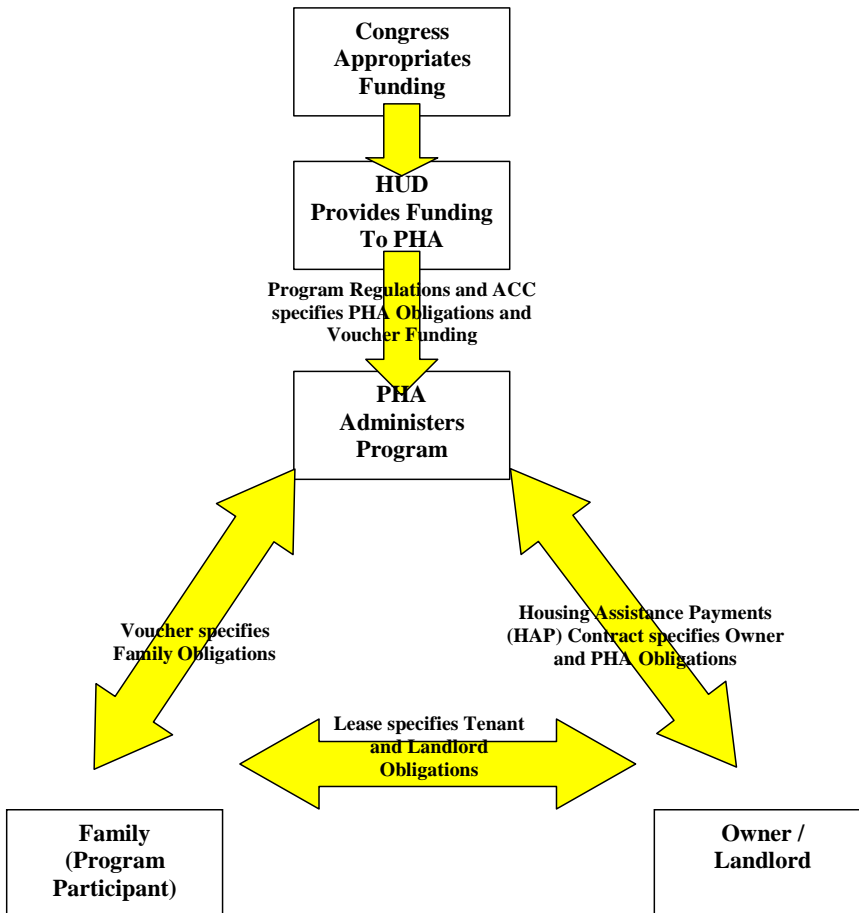 Congress
Appropriates
Funding
HUD
Provides Funding
To PHA
Program Regulations and ACC
specifies PHA Obligations and
Voucher Funding
PHA
Administers
Program
Voucher specifies
Family Obligations
Housing Assistance Payments
(HAP) Contract specifies Owner
and PHA Obligations
Lease specifies Tenant
and Landlord
Obligations
Family
(Program
Participant)
Owner /
Landlord